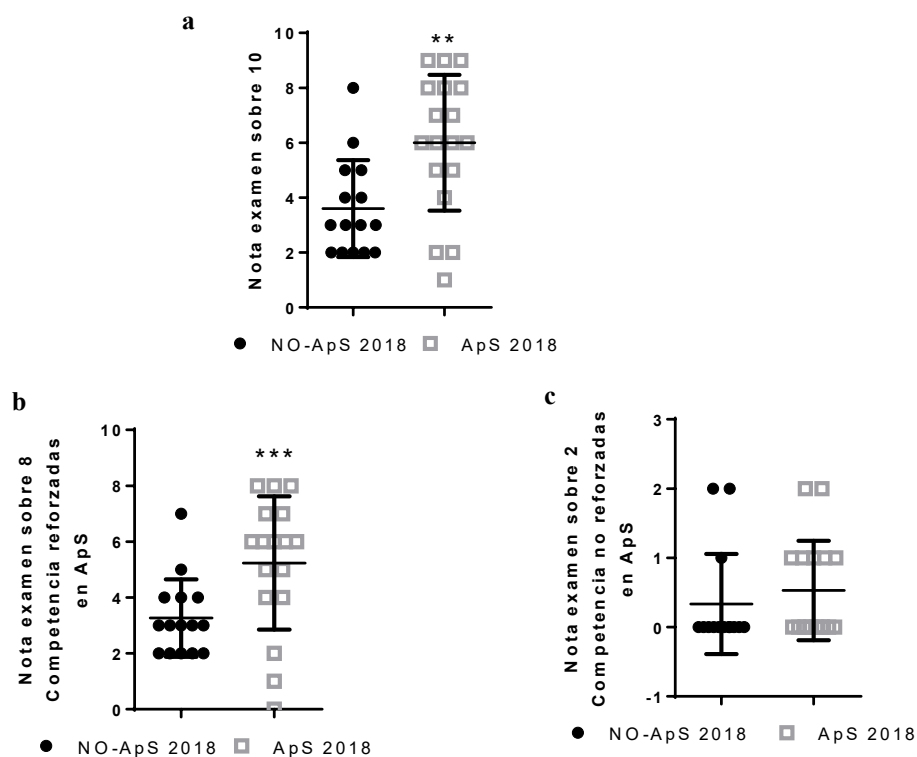 a
Nota examen sobre 10
10
8
6
4
2
0
**
NO-ApS 2018 ApS 2018
b
Nota examen sobre 8
Competencia reforzadas
en ApS
10
8
6
4
2
0
***
NO-ApS 2018 ApS 2018
c
Nota examen sobre 2
Competencia no reforzadas
en ApS
3
2
1
0
-1
NO-ApS 2018 ApS 2018